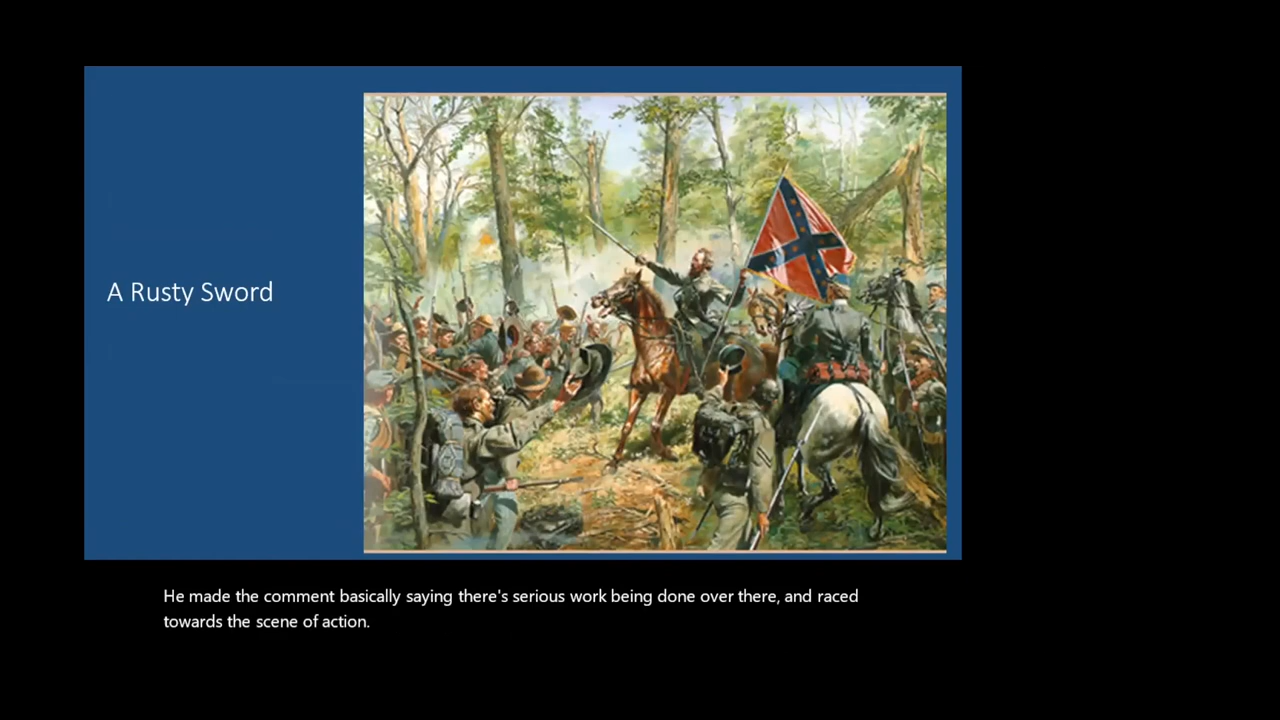 A Rusty Sword
He made the comment basically saying there's serious work being done over there, and raced
towards the scene of action.